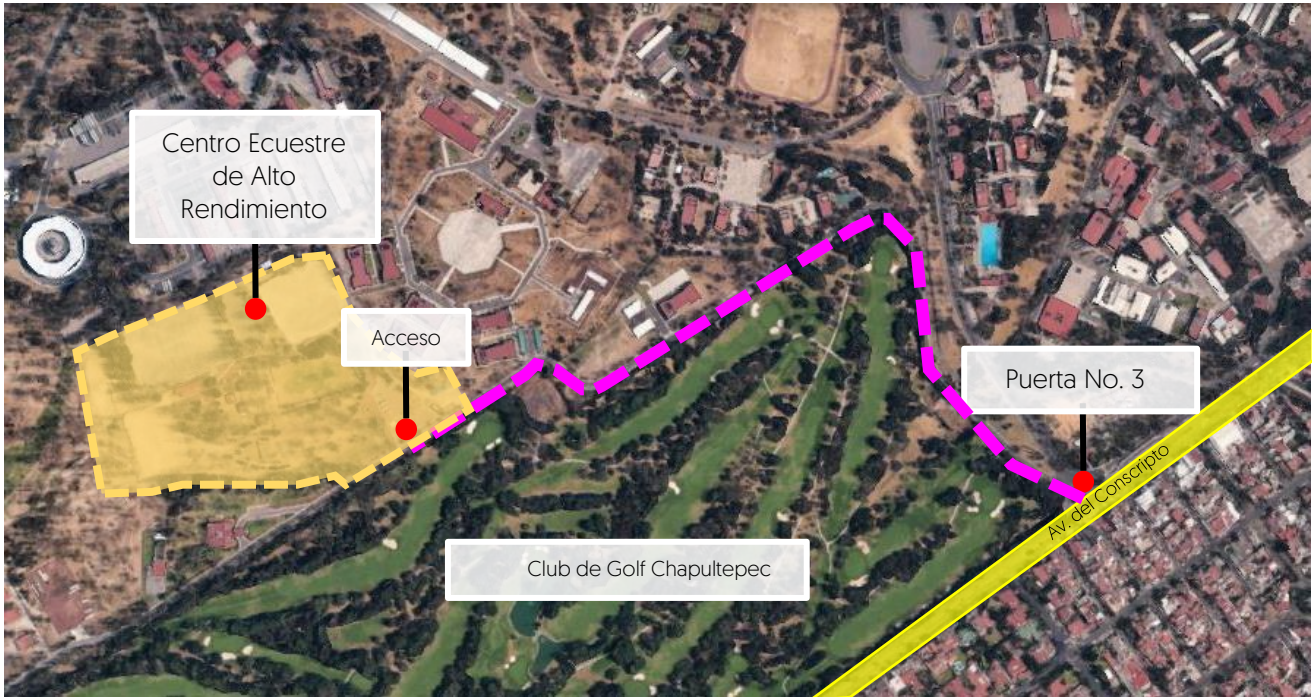 Centro Ecuestre
de Alto
Rendimiento
Acceso
Puerta No. 3
Av. del Conscripto
Club de Golf Chapultepec